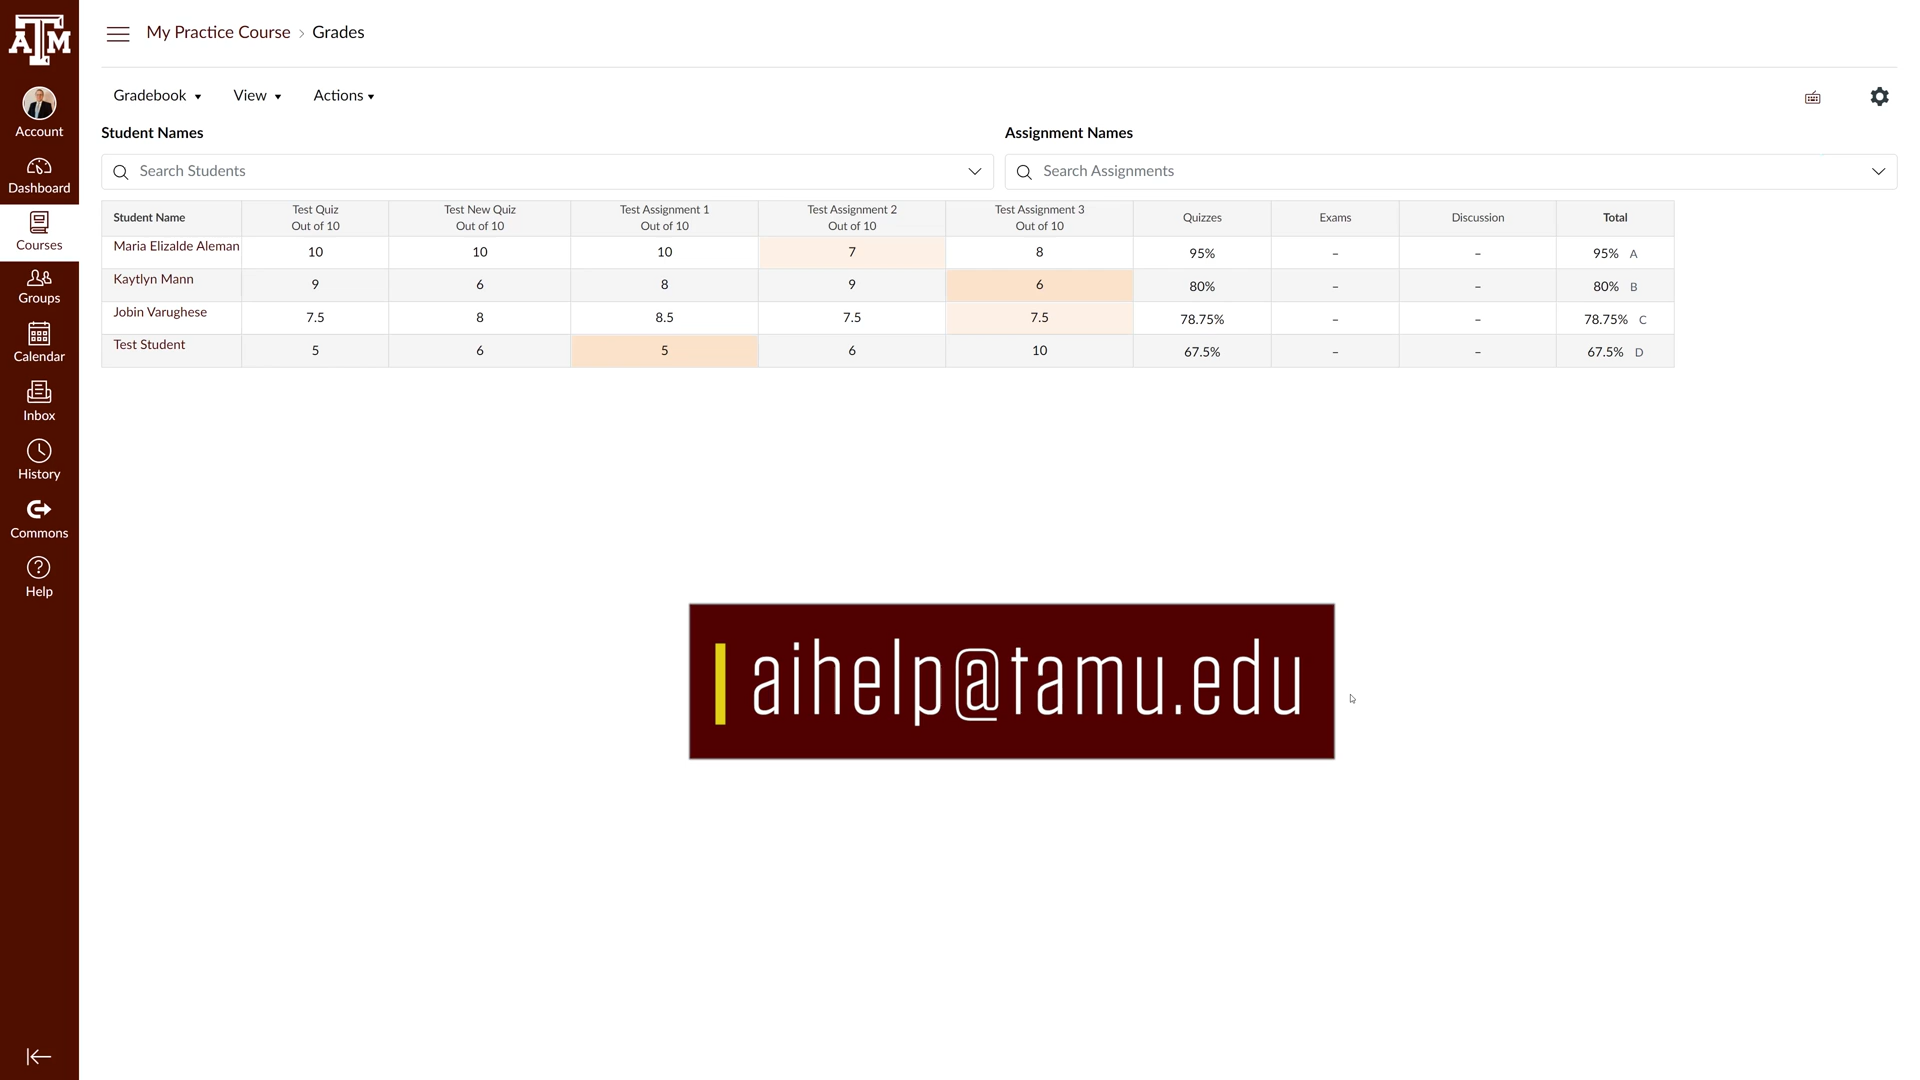 ATM
My Practice Course › Grades
Account
Dashboard
Courses
Groups
Calendar
Inbox
History
Commons
Help
Gradebook View Actions
Student Names Assignment Names
Search Students Search Assignments
Student Name Test Quiz Out of 10 Test New Quiz Out of 10 Test Assignment 1 Out of 10 Test Assignment 2 Out of 10 Test Assignment 3 Out of 10 Quizzes Exams Discussion Total
Maria Elizalde Aleman 10 10 10 7 8 95% – – 95% A
Kaytlyn Mann 9 6 8 9 6 80% – – 80% B
Jobin Varughese 7.5 8 8.5 7.5 7.5 78.75% – – 78.75% C
Test Student 5 6 5 6 10 67.5% – – 67.5% D
aihelp@tamu.edu